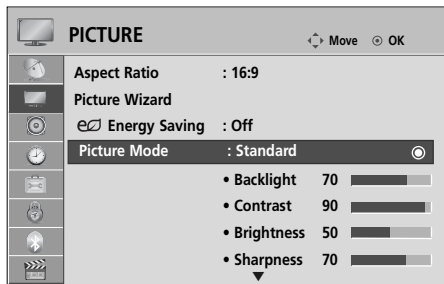 PICTURE
Move OK
Aspect Ratio : 16:9
Picture Wizard
Energy Saving : Off
Picture Mode : Standard
• Backlight 70
• Contrast 90
• Brightness 50
• Sharpness 70